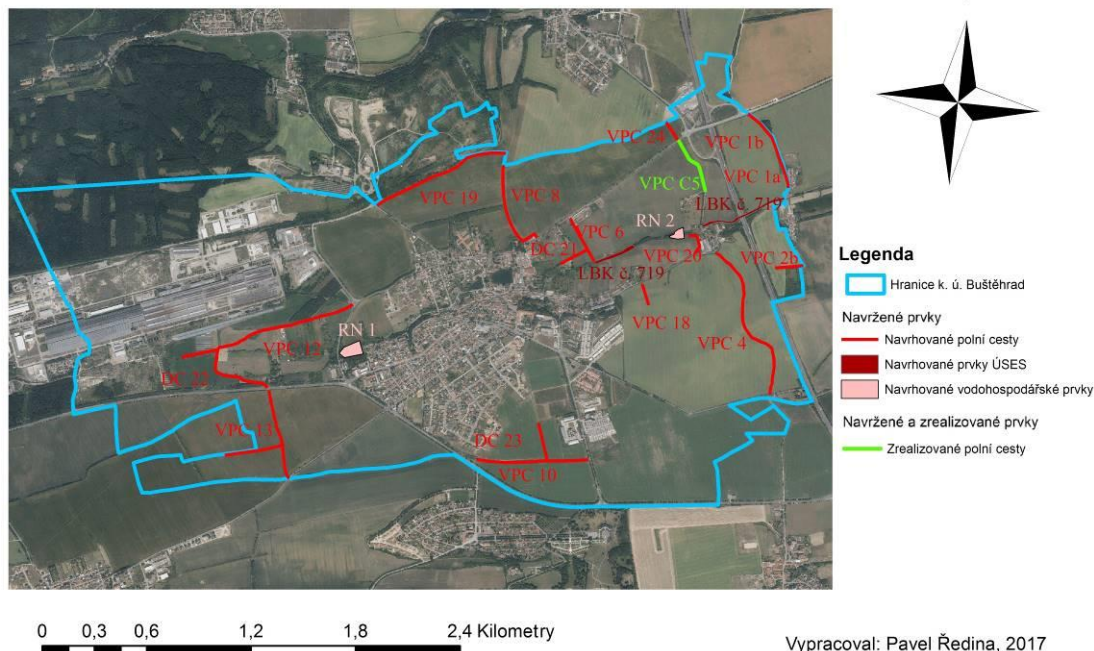 VPC 24
VPC 1b
VPC C5
VPC 1a
VPC 19
VPC 8
LBK č. 719
RN 2
VPC 6
DC 21
VPC 20
VPC 2b
LBK č. 719
VPC 18
RN 1
VPC 12
VPC 4
DC 22
VPC 13
DC 23
VPC 10
Legenda
Hranice k. ú. Buštěhrad
Navržené prvky
Navrhované polní cesty
Navrhované prvky ÚSES
Navrhované vodohospodářské prvky
Navržené a zrealizované prvky
Zrealizované polní cesty
0 0,3 0,6 1,2 1,8 2,4 Kilometry
Vypracoval: Pavel Ředina, 2017